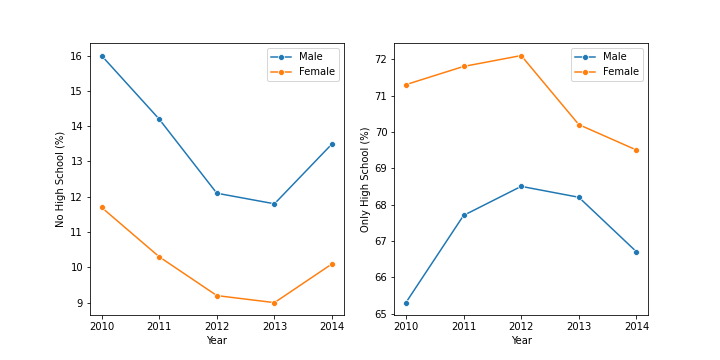 No High School (%)
16
15
14
13
12
11
10
9
Male
Female
2010 2011 2012 2013 2014
Year
Only High School (%)
72
71
70
69
68
67
66
65
Male
Female
2010 2011 2012 2013 2014
Year